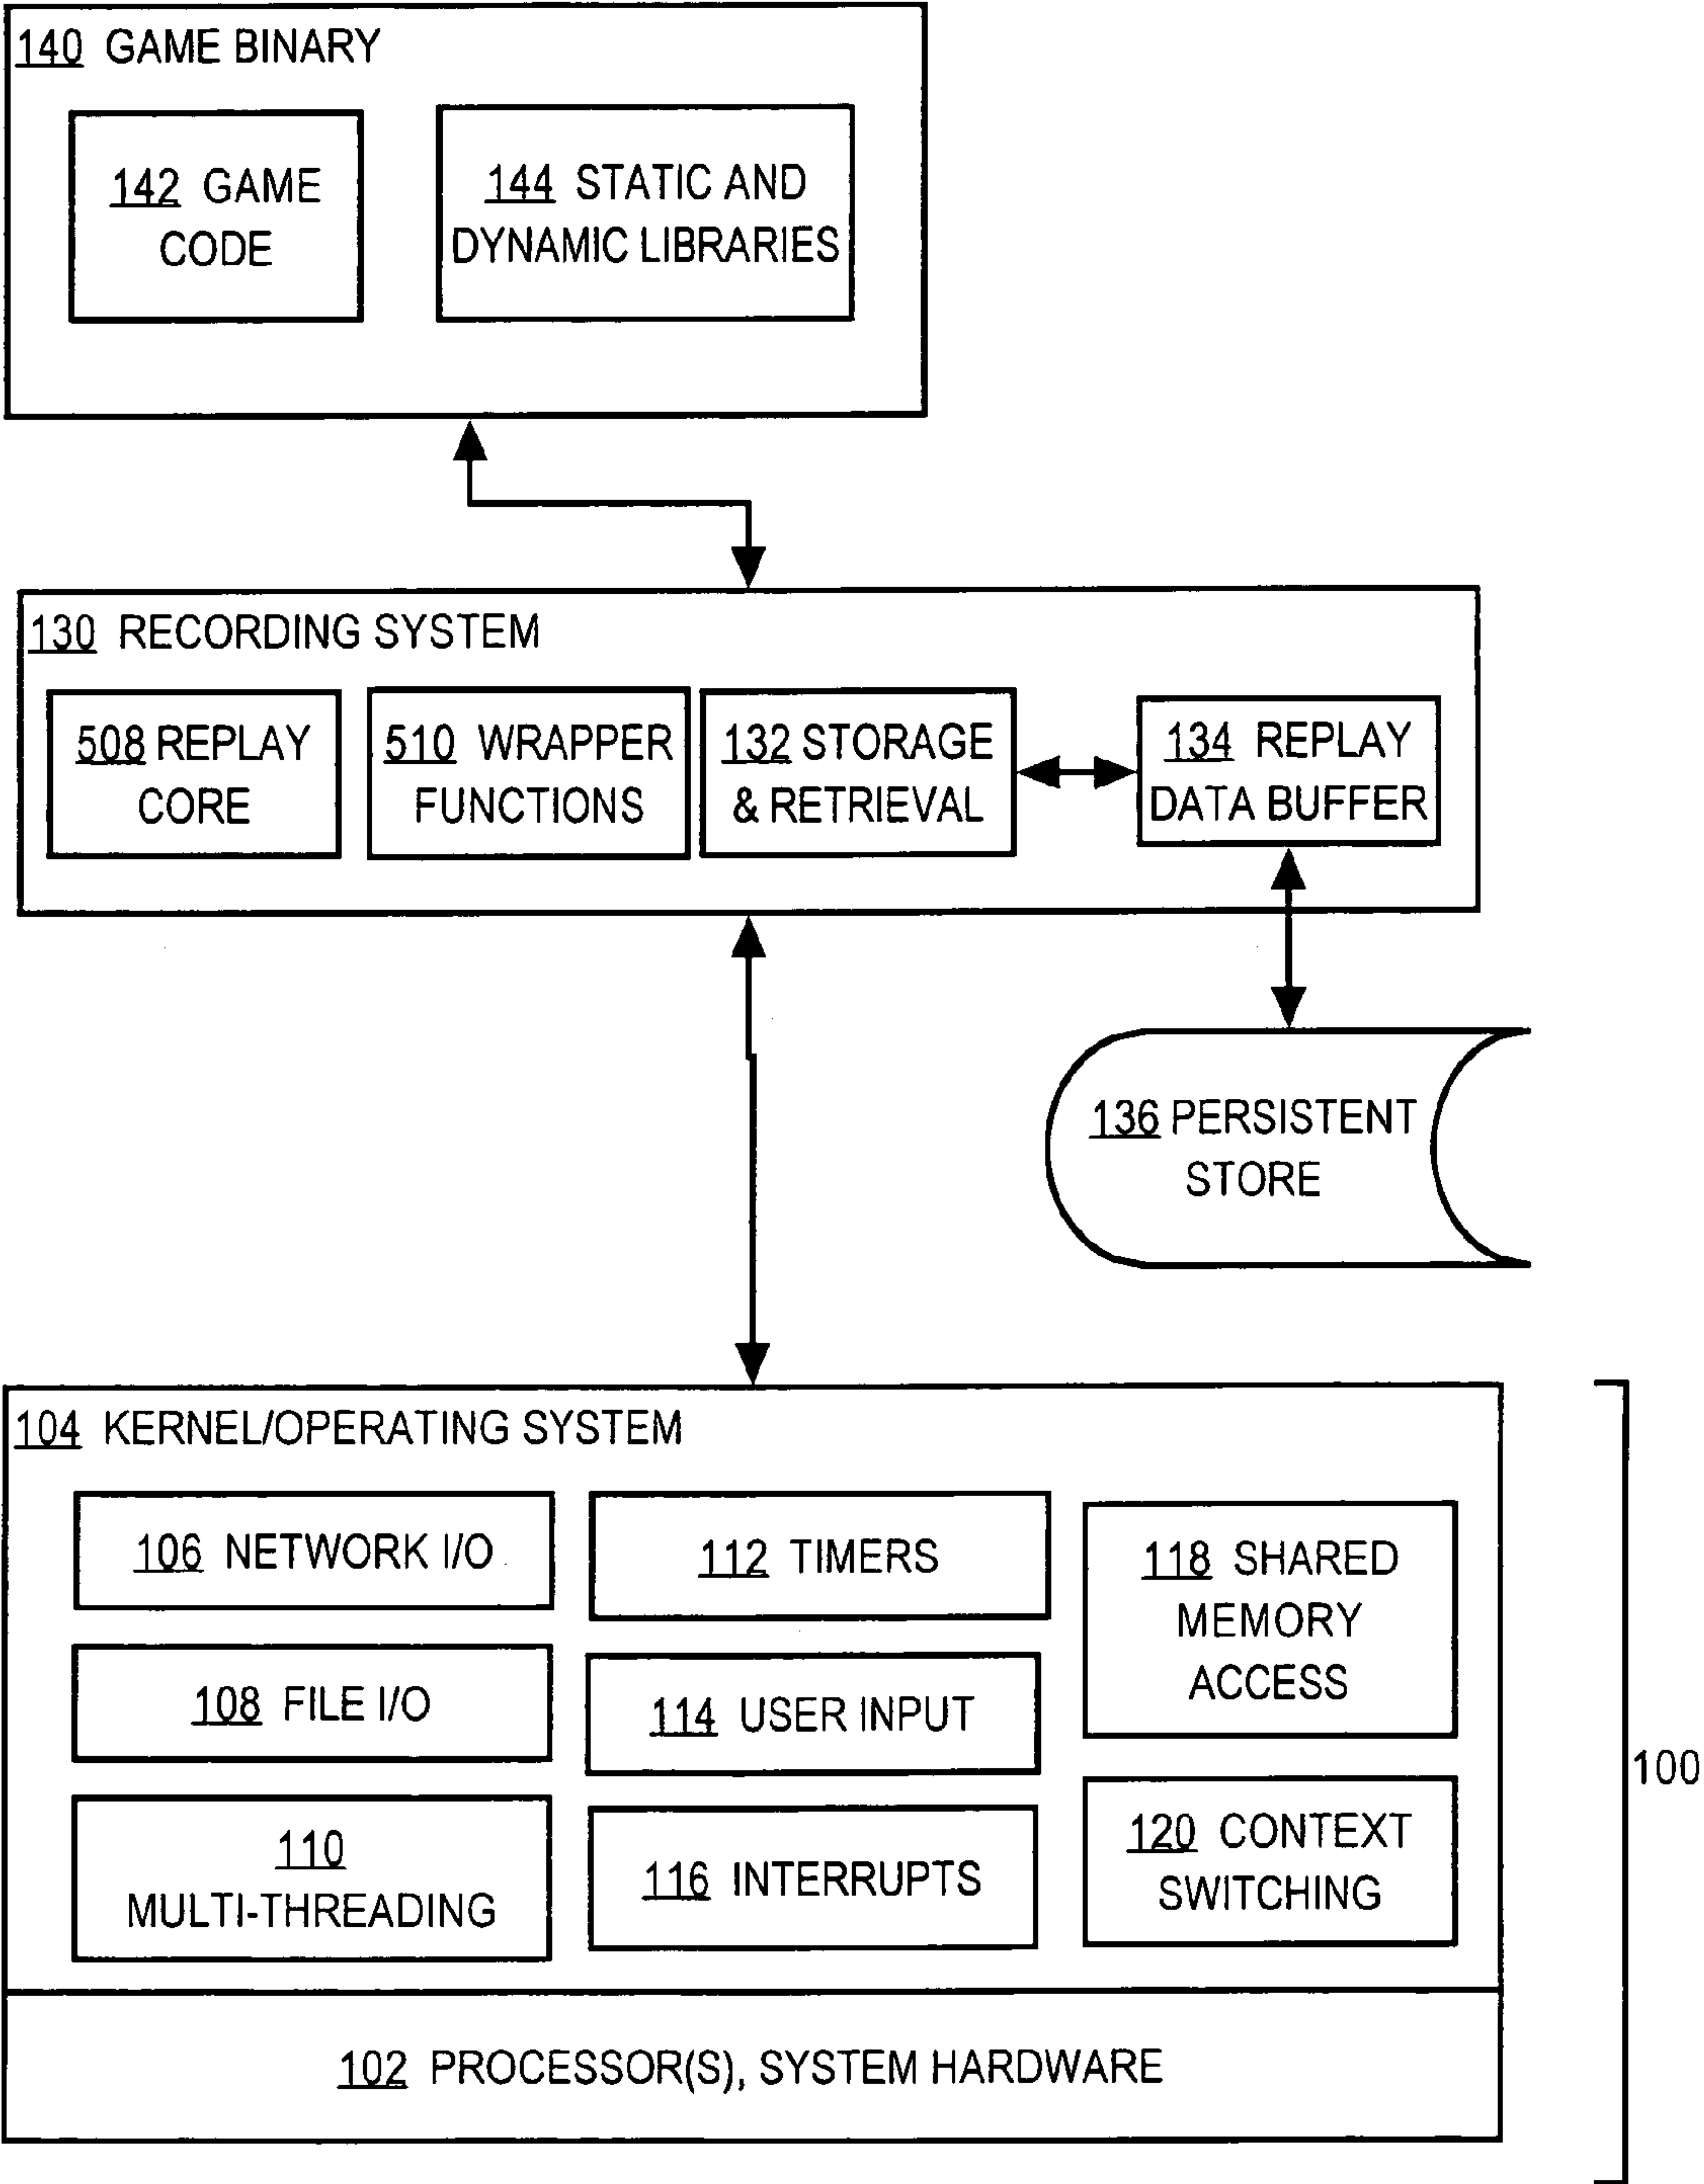 140 GAME BINARY
142 GAME
CODE
144 STATIC AND
DYNAMIC LIBRARIES
130 RECORDING SYSTEM
508 REPLAY
CORE
510 WRAPPER
FUNCTIONS
132 STORAGE
& RETRIEVAL
134 REPLAY
DATA BUFFER
136 PERSISTENT
STORE
104 KERNEL/OPERATING SYSTEM
106 NETWORK I/O
108 FILE I/O
110
MULTI-THREADING
112 TIMERS
114 USER INPUT
116 INTERRUPTS
118 SHARED
MEMORY
ACCESS
120 CONTEXT
SWITCHING
100
102 PROCESSOR(S), SYSTEM HARDWARE